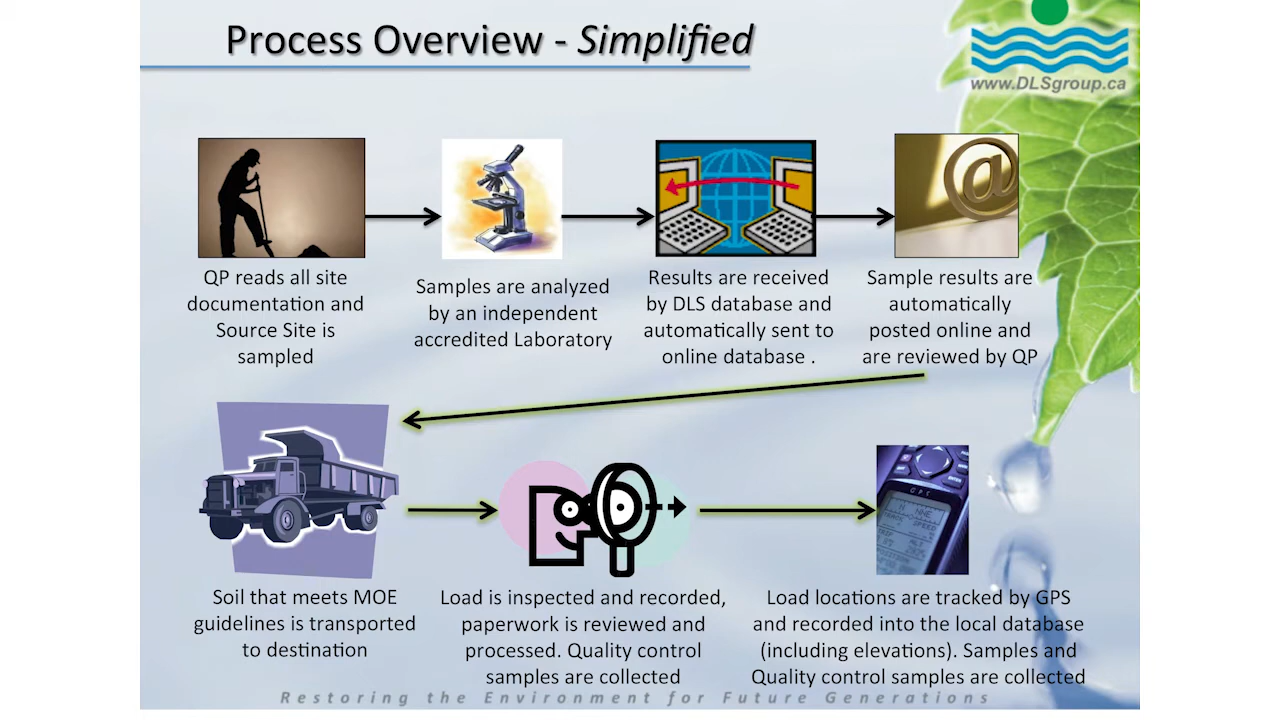 Process Overview - Simplified
www.DLSgroup.ca
QP reads all site
documentation and
Source Site is
sampled
Samples are analyzed
by an independent
accredited Laboratory
Results are received
by DLS database and
automatically sent to
online database .
Sample results are
automatically
posted online and
are reviewed by QP
Soil that meets MOE
guidelines is transported
to destination
Load is inspected and recorded,
paperwork is reviewed and
processed. Quality control
samples are collected
GPS
N NNE
TRACK SPEED
Load locations are tracked by GPS
and recorded into the local database
(including elevations). Samples and
Quality control samples are collected
Restoring the Environment for Future Generations